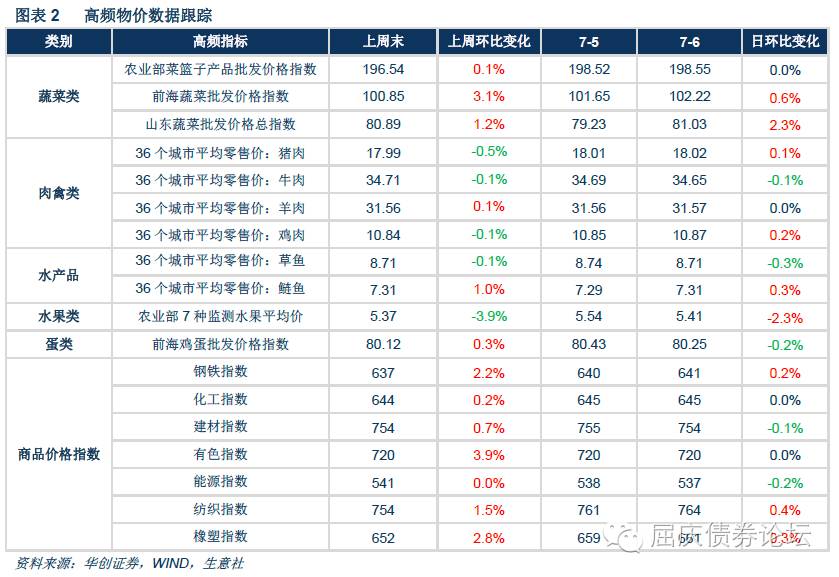 图表 2 高频物价数据跟踪
类别 高频指标 上周末 上周环比变化 7-5 7-6 日环比变化
蔬菜类
农业部菜篮子产品批发价格指数 196.54 0.1% 198.52 198.55 0.0%
前海蔬菜批发价格指数 100.85 3.1% 101.65 102.22 0.6%
山东蔬菜批发价格总指数 80.89 1.2% 79.23 81.03 2.3%
肉禽类
36 个城市平均零售价：猪肉 17.99 -0.5% 18.01 18.02 0.1%
36 个城市平均零售价：牛肉 34.71 -0.1% 34.69 34.65 -0.1%
36 个城市平均零售价：羊肉 31.56 0.1% 31.56 31.57 0.0%
36 个城市平均零售价：鸡肉 10.84 -0.1% 10.85 10.87 0.2%
水产品
36 个城市平均零售价：草鱼 8.71 -0.1% 8.74 8.71 -0.3%
36 个城市平均零售价：鲢鱼 7.31 1.0% 7.29 7.31 0.3%
水果类 农业部 7 种监测水果平均价 5.37 -3.9% 5.54 5.41 -2.3%
蛋类 前海鸡蛋批发价格指数 80.12 0.3% 80.43 80.25 -0.2%
商品价格指数
钢铁指数 637 2.2% 640 641 0.2%
化工指数 644 0.2% 645 645 0.0%
建材指数 754 0.7% 755 754 -0.1%
有色指数 720 3.9% 720 720 0.0%
能源指数 541 0.0% 538 537 -0.2%
纺织指数 754 1.5% 761 764 0.4%
橡塑指数 652 2.8% 659 661 0.3%
屈庆债券论坛
资料来源：华创证券，WIND，生意社